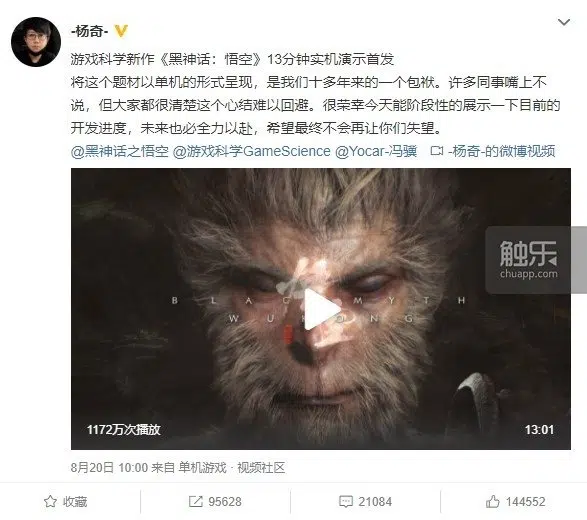 -杨奇-
游戏科学新作《黑神话：悟空》13分钟实机演示首发
将这个题材以单机的形式呈现，是我们十多年来的一个包袱。许多同事嘴上不
说，但大家都很清楚这个心结难以回避。很荣幸今天能阶段性的展示一下目前的
开发进度，未来也必全力以赴，希望最终不会再让你们失望。
@黑神话之悟空 @游戏科学GameScience @Yocar-冯骥 -杨奇-的微博视频
触乐
chuapp.com
BLACK MYTH
WUKONG
1172万次播放
13:01
8月20日 10:00 来自 单机游戏 · 视频社区
收藏
95628
21084
144552